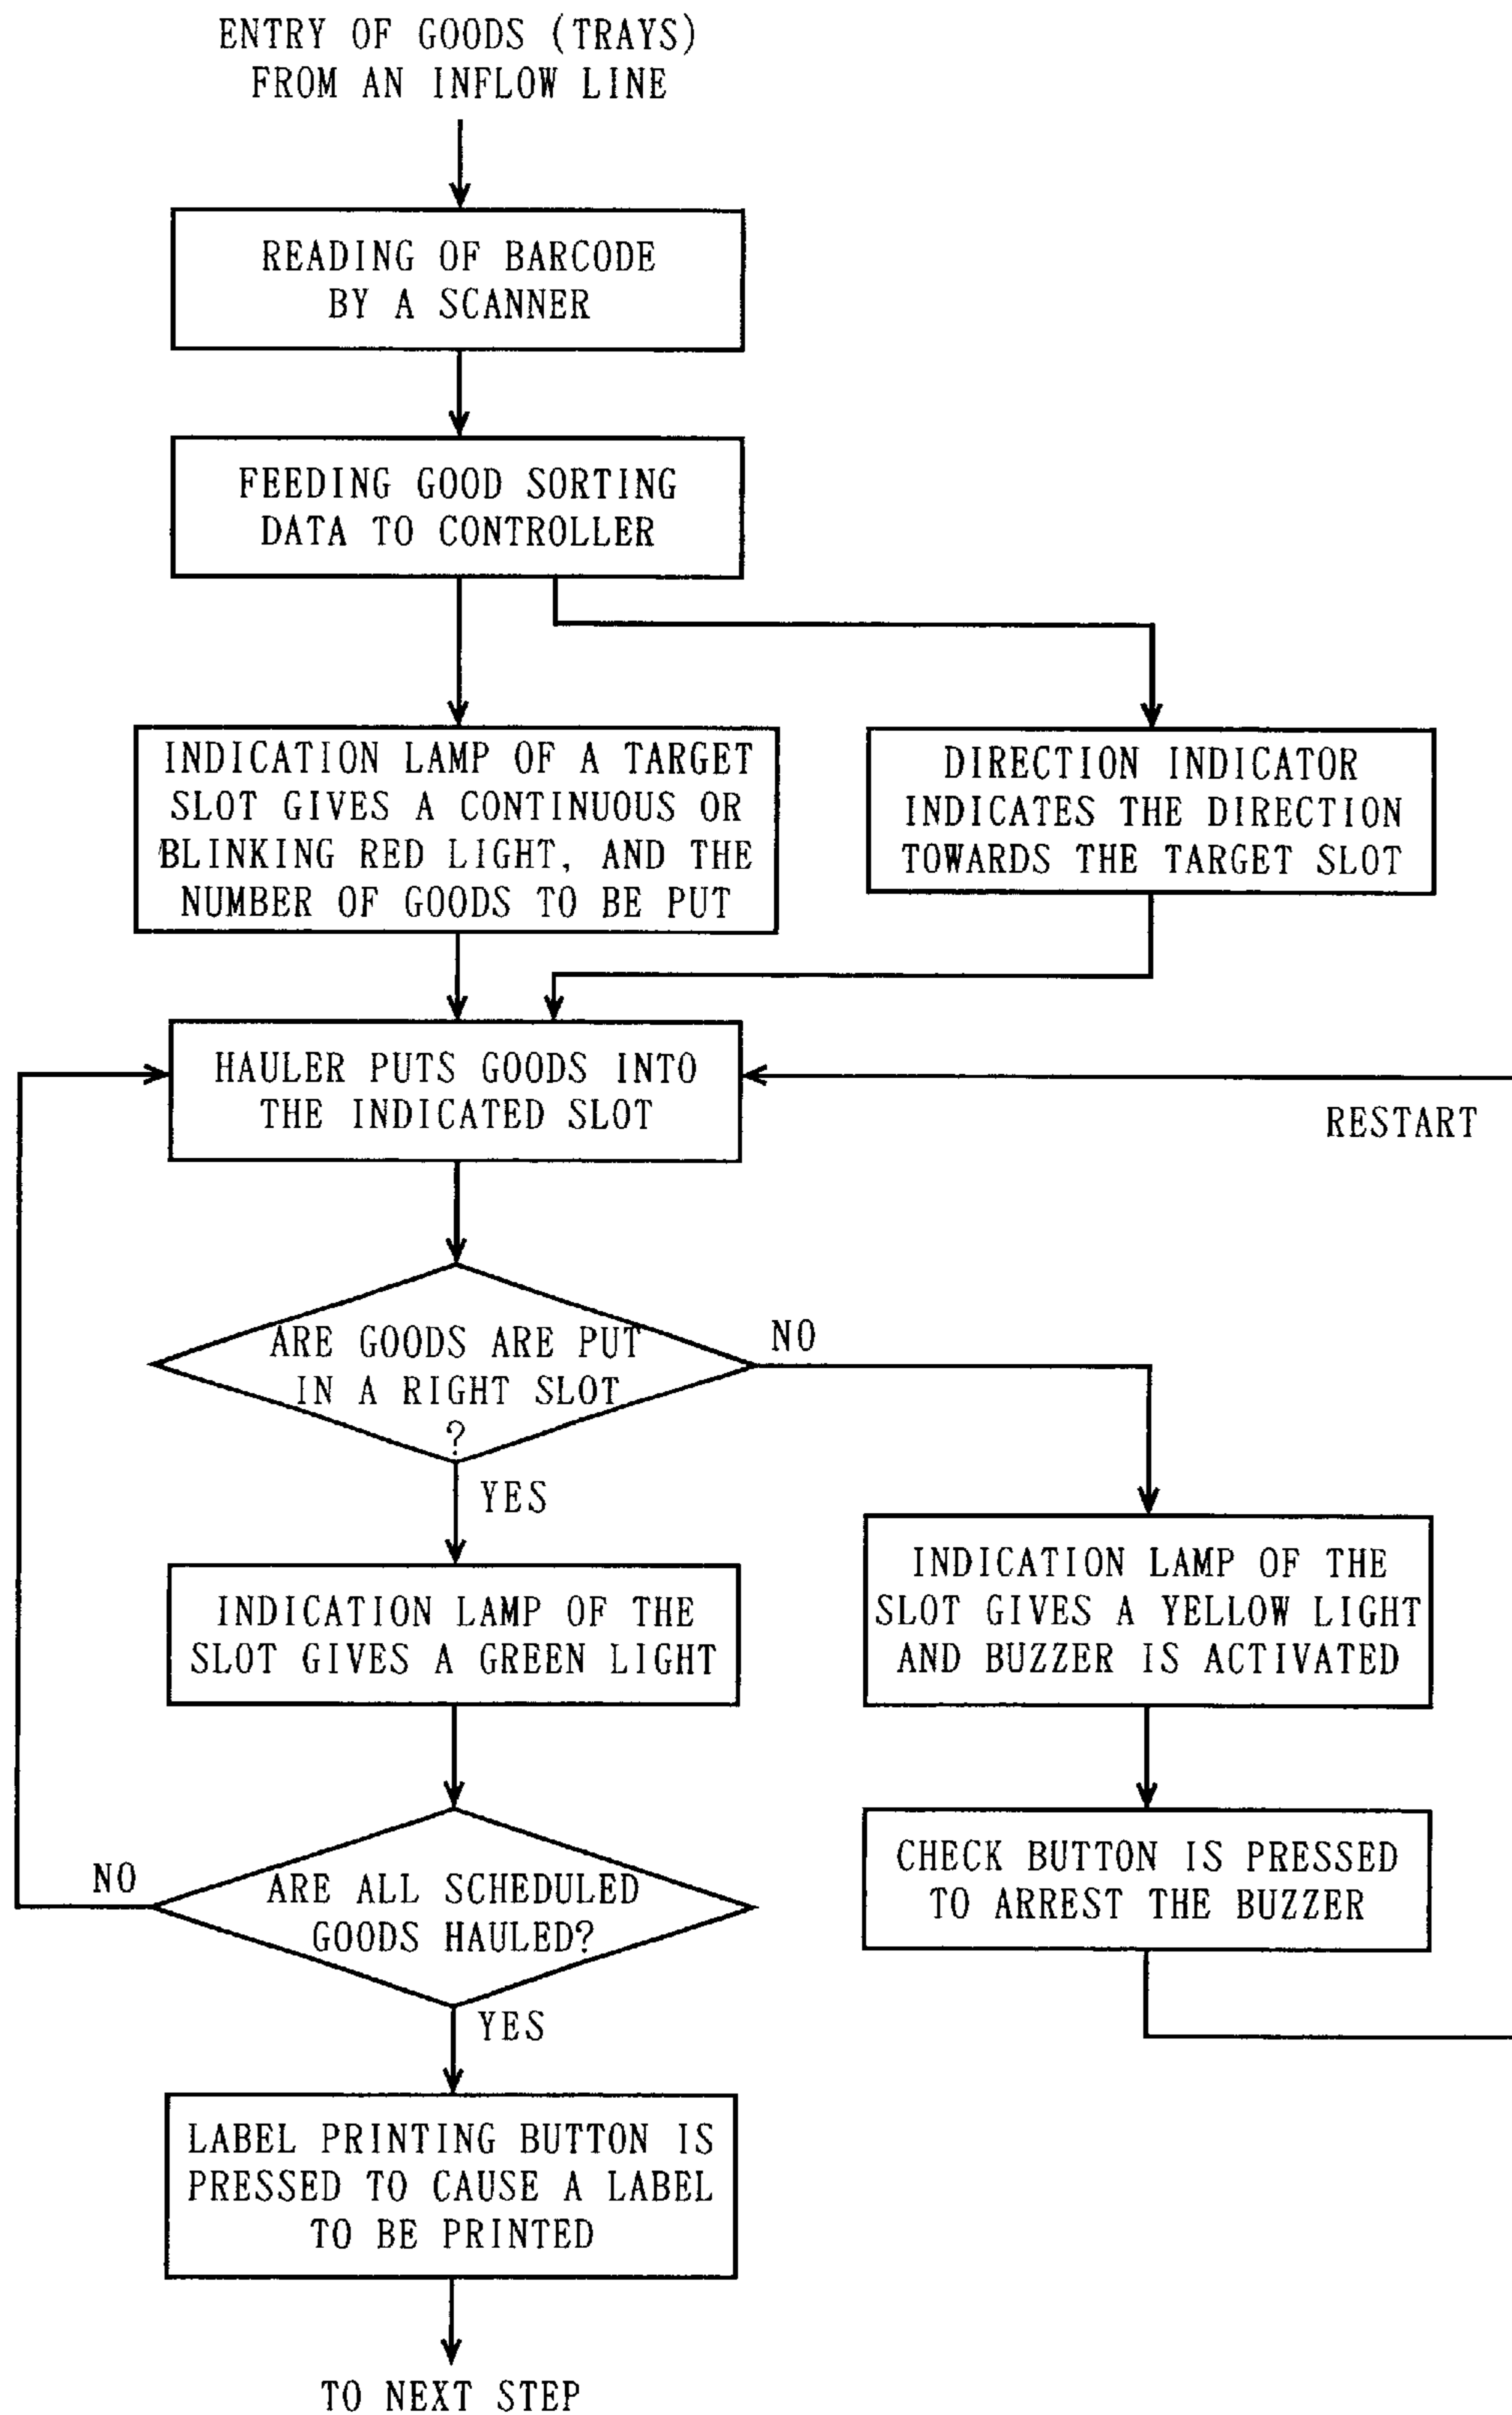 ENTRY OF GOODS (TRAYS)
FROM AN INFLOW LINE
READING OF BARCODE
BY A SCANNER
FEEDING GOOD SORTING
DATA TO CONTROLLER
INDICATION LAMP OF A TARGET
SLOT GIVES A CONTINUOUS OR
BLINKING RED LIGHT, AND THE
NUMBER OF GOODS TO BE PUT
DIRECTION INDICATOR
INDICATES THE DIRECTION
TOWARDS THE TARGET SLOT
HAULER PUTS GOODS INTO
THE INDICATED SLOT
RESTART
ARE GOODS ARE PUT
IN A RIGHT SLOT
?
NO
YES
INDICATION LAMP OF THE
SLOT GIVES A GREEN LIGHT
INDICATION LAMP OF THE
SLOT GIVES A YELLOW LIGHT
AND BUZZER IS ACTIVATED
CHECK BUTTON IS PRESSED
TO ARREST THE BUZZER
NO
ARE ALL SCHEDULED
GOODS HAULED?
YES
LABEL PRINTING BUTTON IS
PRESSED TO CAUSE A LABEL
TO BE PRINTED
TO NEXT STEP